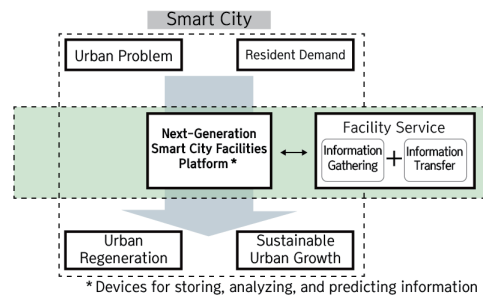 Smart City
Urban Problem
Resident Demand
Next-Generation
Smart City Facilities
Platform *
Facility Service
Information
Gathering
+
Information
Transfer
Urban
Regeneration
Sustainable
Urban Growth
* Devices for storing, analyzing, and predicting information